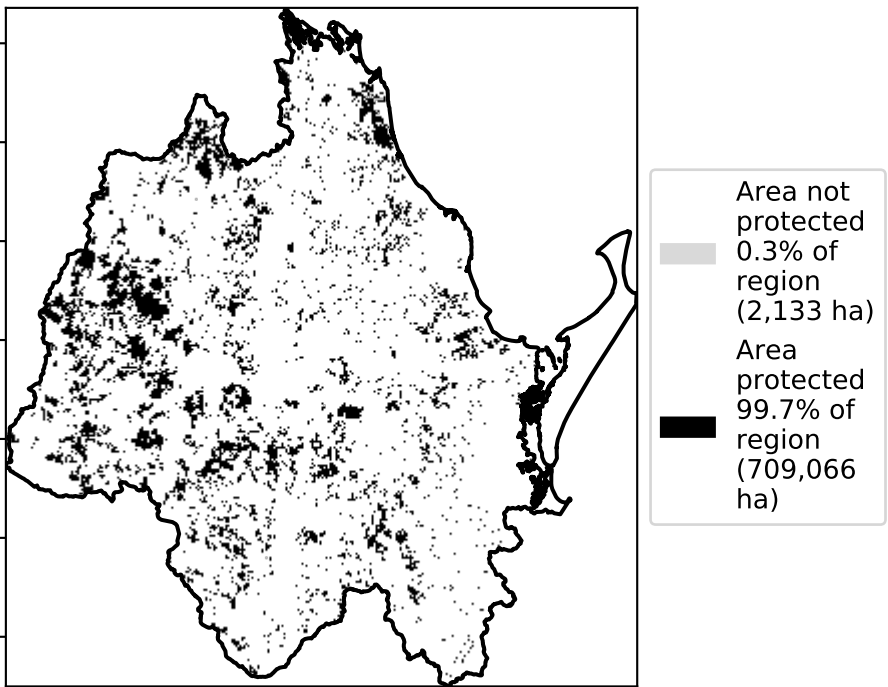 Area not
protected
0.3% of
region
(2,133 ha)
Area
protected
99.7% of
region
(709,066
ha)